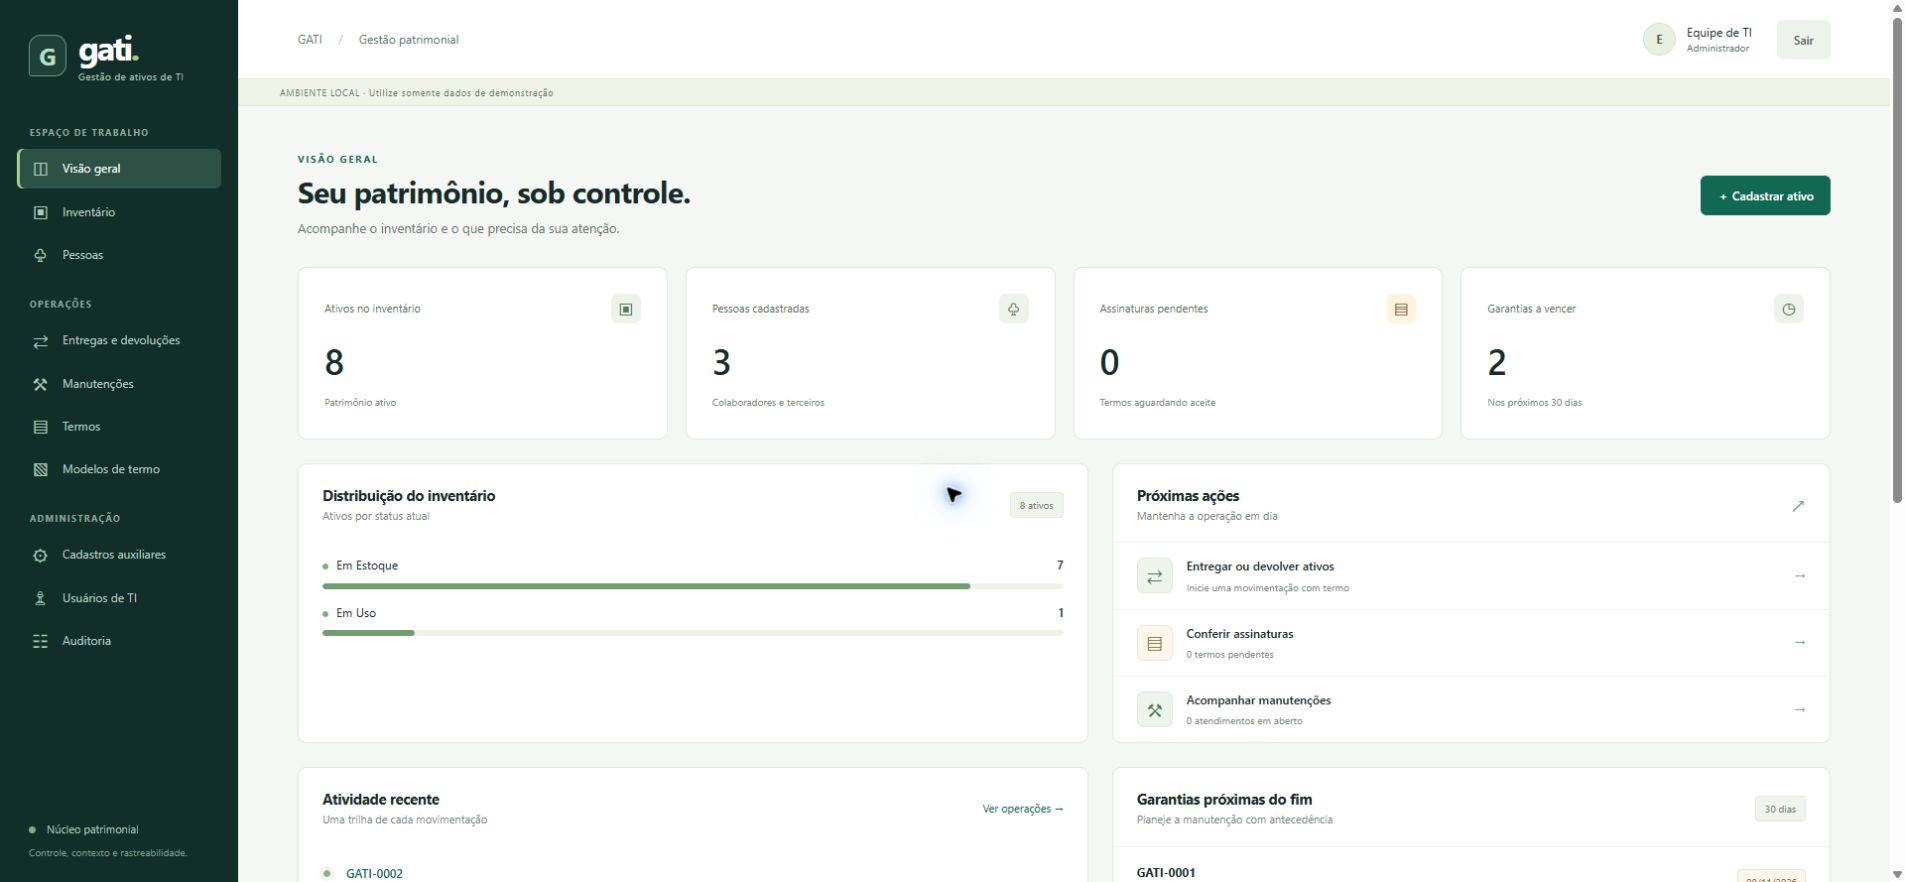 G
gati.
Gestão de ativos de TI
ESPAÇO DE TRABALHO
Visão geral
Inventário
Pessoas
OPERAÇÕES
Entregas e devoluções
Manutenções
Termos
Modelos de termo
ADMINISTRAÇÃO
Cadastros auxiliares
Usuários de TI
Auditoria
Núcleo patrimonial
Controle, contexto e rastreabilidade.
GATI / Gestão patrimonial
E
Equipe de TI
Administrador
Sair
AMBIENTE LOCAL · Utilize somente dados de demonstração
VISÃO GERAL
Seu patrimônio, sob controle.
Acompanhe o inventário e o que precisa da sua atenção.
+ Cadastrar ativo
Ativos no inventário
8
Patrimônio ativo
Pessoas cadastradas
3
Colaboradores e terceiros
Assinaturas pendentes
0
Termos aguardando aceite
Garantias a vencer
2
Nos próximos 30 dias
Distribuição do inventário
Ativos por status atual
8 ativos
Em Estoque 7
Em Uso 1
Próximas ações
Mantenha a operação em dia
↗
Entregar ou devolver ativos
Inicie uma movimentação com termo
→
Conferir assinaturas
0 termos pendentes
→
Acompanhar manutenções
0 atendimentos em aberto
→
Atividade recente
Uma trilha de cada movimentação
Ver operações →
GATI-0002
Garantias próximas do fim
Planeje a manutenção com antecedência
30 dias
GATI-0001